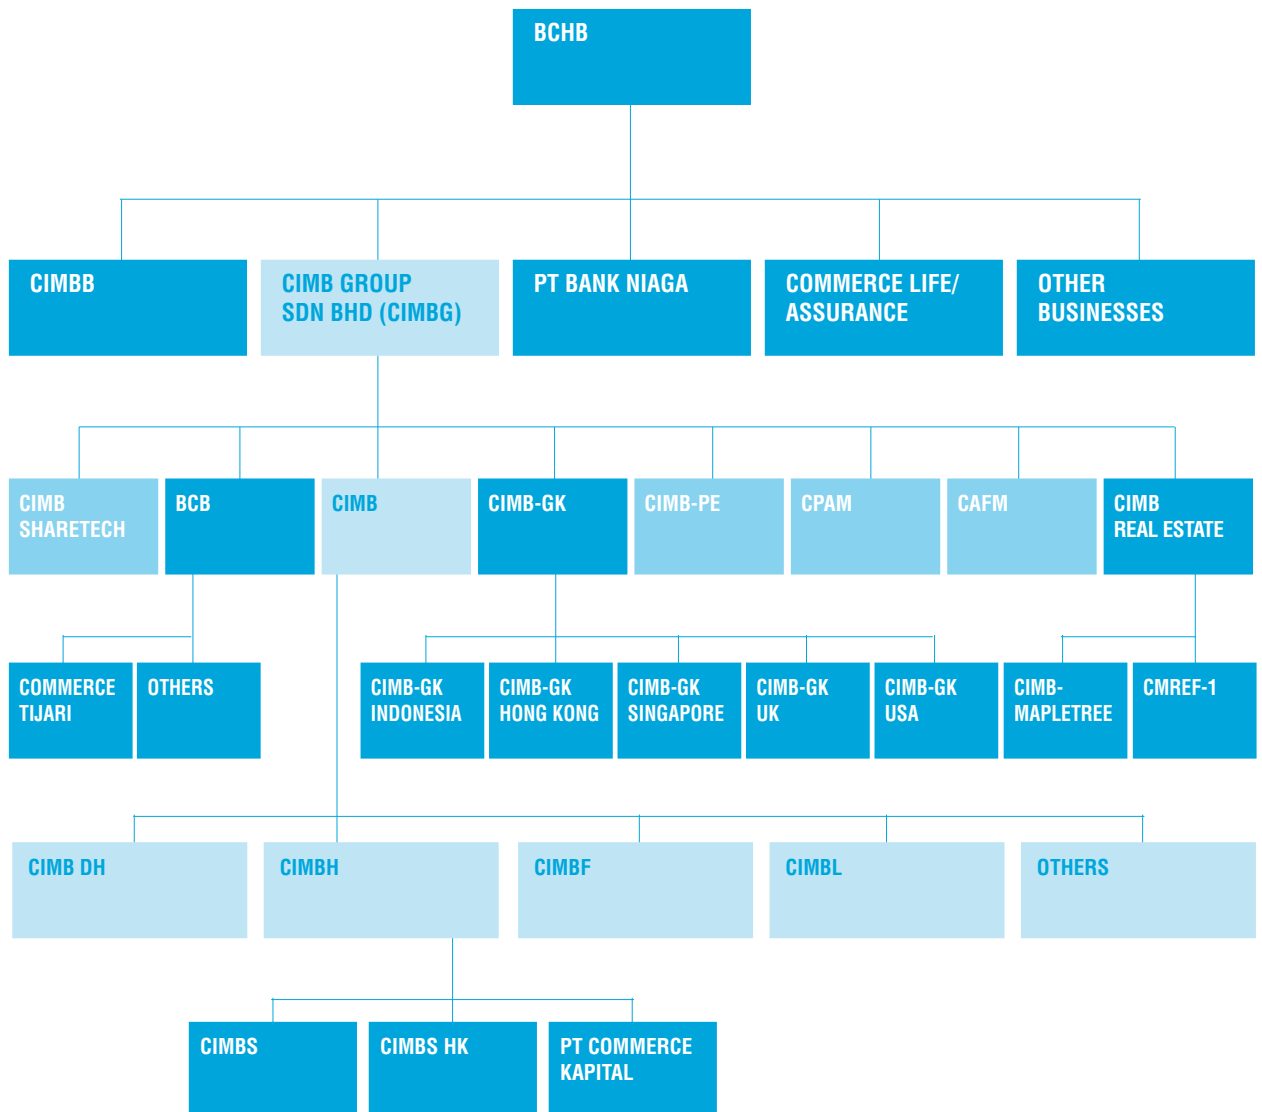 BCHB
CIMBB
CIMB GROUP
SDN BHD (CIMBG)
PT BANK NIAGA
COMMERCE LIFE/
ASSURANCE
OTHER
BUSINESSES
CIMB
SHARETECH
BCB
CIMB
CIMB-GK
CIMB-PE
CPAM
CAFM
CIMB
REAL ESTATE
COMMERCE
TIJARI
OTHERS
CIMB-GK
INDONESIA
CIMB-GK
HONG KONG
CIMB-GK
SINGAPORE
CIMB-GK
UK
CIMB-GK
USA
CIMB-
MAPLETREE
CMREF-1
CIMB DH
CIMBH
CIMBF
CIMBL
OTHERS
CIMBS
CIMBS HK
PT COMMERCE
KAPITAL